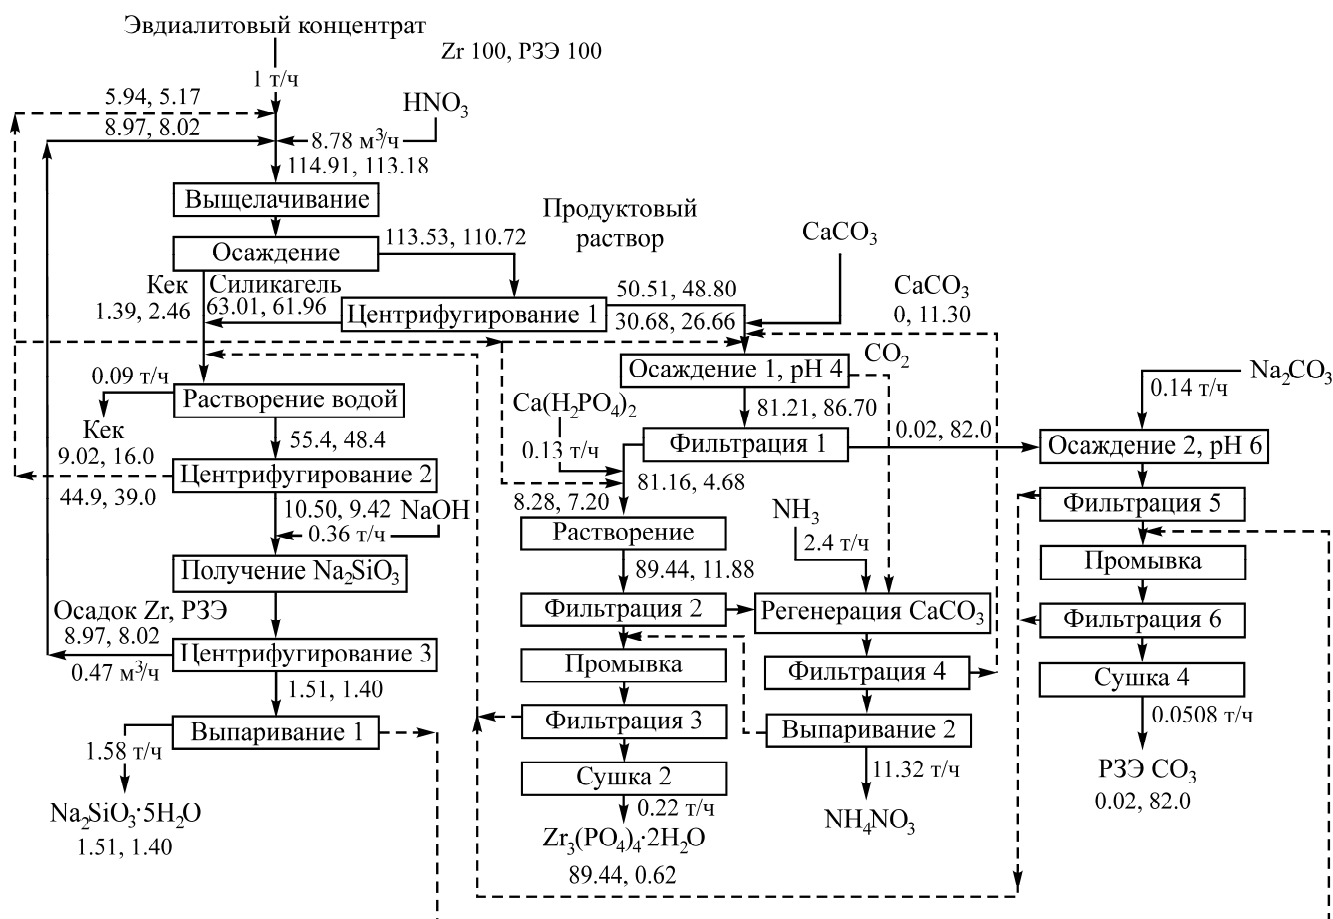 Эвдиалитовый концентрат
Zr 100, РЗЭ 100
1 т/ч
5.94, 5.17
HNO₃
8.97, 8.02
8.78 м³/ч
114.91, 113.18
Выщелачивание
Продуктовый
раствор
CaCO₃
113.53, 110.72
Осаждение
Кек
Силикагель
1.39, 2.46
63.01, 61.96
Центрифугирование 1
50.51, 48.80
30.68, 26.66
CaCO₃
0, 11.30
CO₂
Осаждение 1, pH 4
Na₂CO₃
0.14 т/ч
0.09 т/ч
Растворение водой
Кек
Ca(H₂PO₄)₂
0.13 т/ч
81.21, 86.70
Фильтрация 1
0.02, 82.0
Осаждение 2, pH 6
55.4, 48.4
9.02, 16.0
Центрифугирование 2
44.9, 39.0
81.16, 4.68
8.28, 7.20
Фильтрация 5
10.50, 9.42
NaOH
0.36 т/ч
NH₃
2.4 т/ч
Растворение
Промывка
Получение Na₂SiO₃
89.44, 11.88
Осадок Zr, РЗЭ
Фильтрация 2
Регенерация CaCO₃
Фильтрация 6
8.97, 8.02
Центрифугирование 3
0.47 м³/ч
Промывка
Фильтрация 4
Сушка 4
1.51, 1.40
0.0508 т/ч
Выпаривание 1
Фильтрация 3
Выпаривание 2
1.58 т/ч
Сушка 2
11.32 т/ч
РЗЭ CO₃
0.02, 82.0
0.22 т/ч
Na₂SiO₃·5H₂O
1.51, 1.40
NH₄NO₃
Zr₃(PO₄)₄·2H₂O
89.44, 0.62